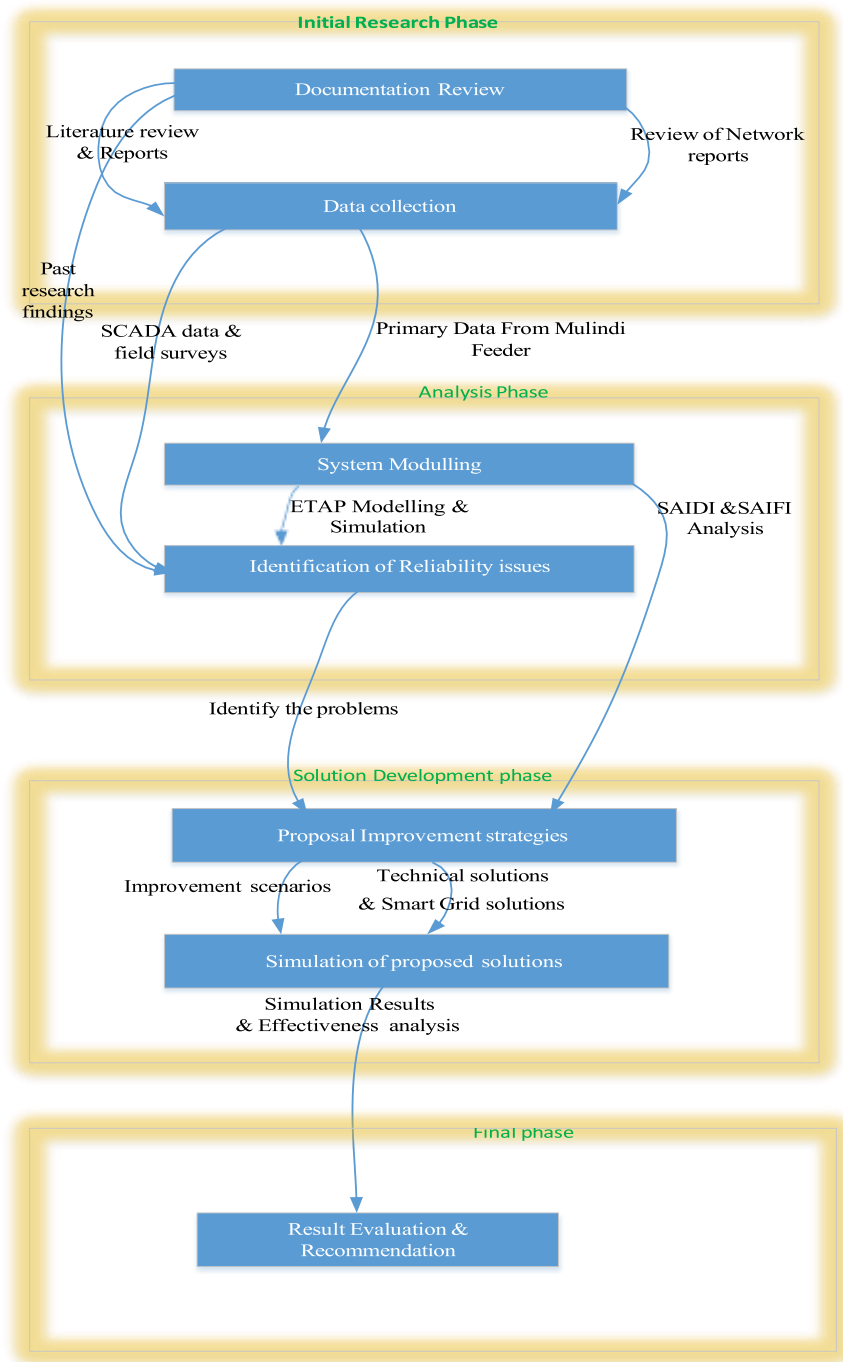 Initial Research Phase
Documentation Review
Literature review
& Reports
Review of Network
reports
Data collection
Past
research
findings
SCADA data &
field surveys
Primary Data From Mulindi
Feeder
Analysis Phase
System Modulling
ETAP Modelling &
Simulation
SAIDI &SAIFI
Analysis
Identification of Reliability issues
Identify the problems
Solution Development phase
Proposal Improvement strategies
Improvement scenarios
Technical solutions
& Smart Grid solutions
Simulation of proposed solutions
Simulation Results
& Effectiveness analysis
Final phase
Result Evaluation &
Recommendation